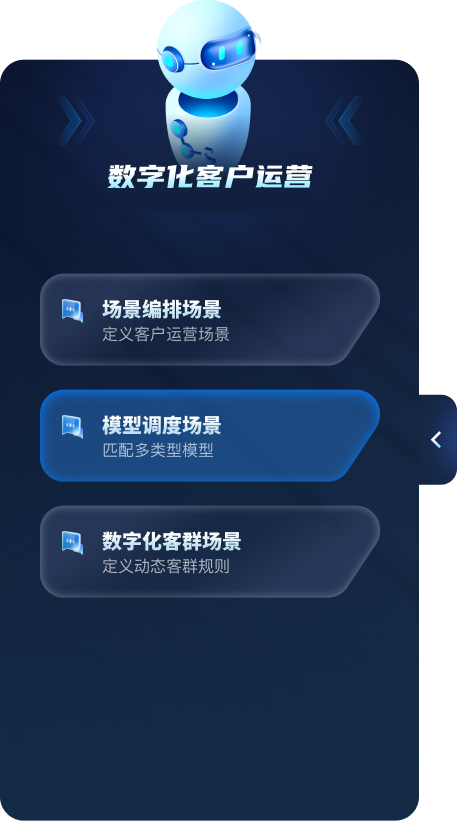 数字化客户运营
场景编排场景
定义客户运营场景
模型调度场景
匹配多类型模型
数字化客群场景
定义动态客群规则